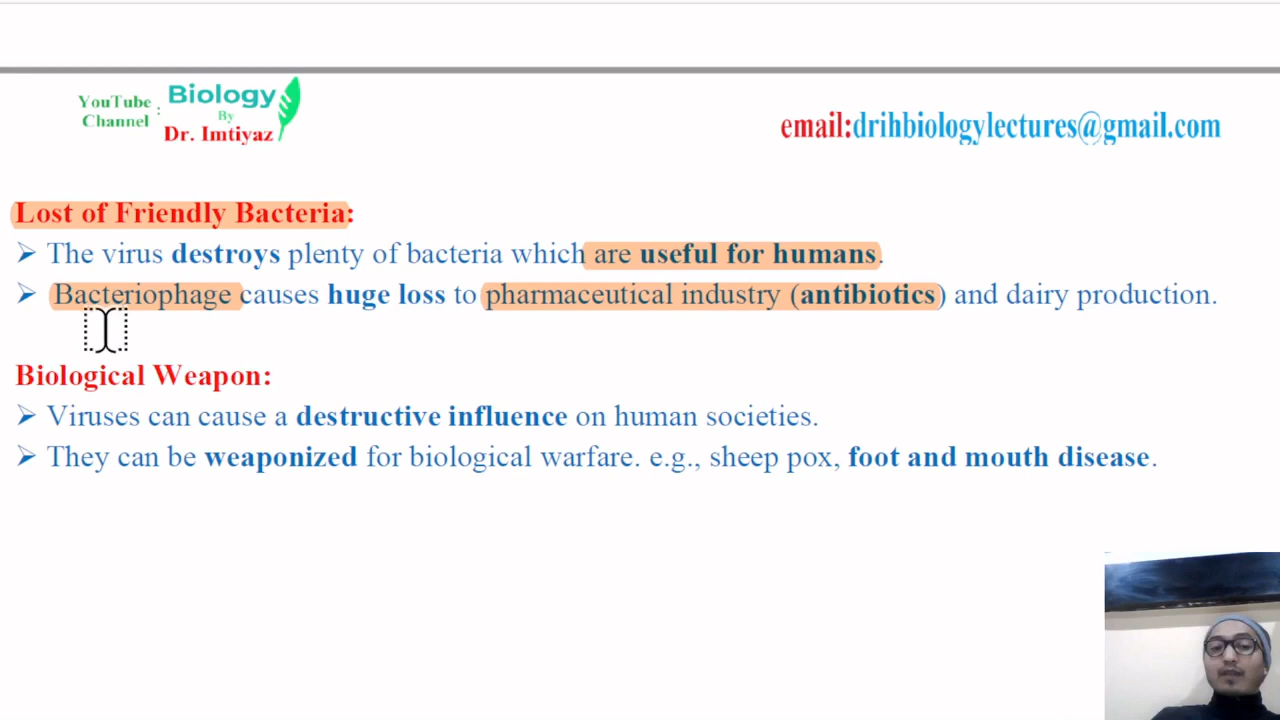 YouTube Channel : Biology By Dr. Imtiyaz
email:drihbiologylectures@gmail.com
Lost of Friendly Bacteria:
➢ The virus destroys plenty of bacteria which are useful for humans.
➢ Bacteriophage causes huge loss to pharmaceutical industry (antibiotics) and dairy production.
Biological Weapon:
➢ Viruses can cause a destructive influence on human societies.
➢ They can be weaponized for biological warfare. e.g., sheep pox, foot and mouth disease.